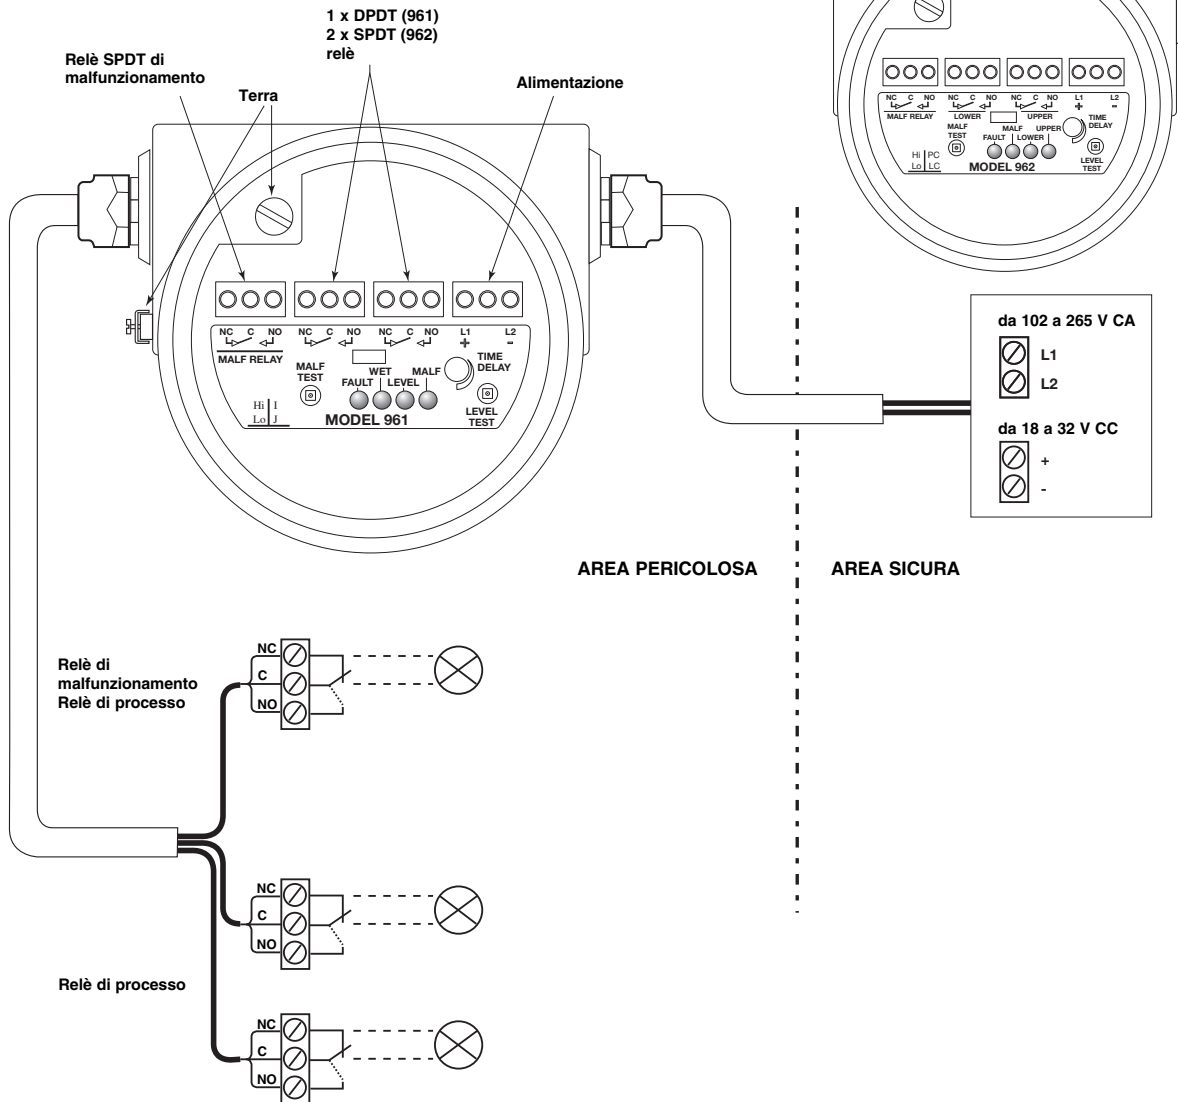 1 x DPDT (961)
2 x SPDT (962)
relè
Relè SPDT di
malfunzionamento
Terra
Alimentazione
NC C NO NC C NO NC C NO L1 L2
+ -
MALF RELAY
MALF
TEST
WET
FAULT LEVEL MALF
TIME
DELAY
LEVEL
TEST
Hi I
Lo J
MODEL 961
NC C NO NC C NO NC C NO L1 L2
+ -
MALF RELAY LOWER UPPER
MALF
TEST
MALF UPPER
FAULT LOWER
TIME
DELAY
LEVEL
TEST
Hi PC
Lo LC
MODEL 962
da 102 a 265 V CA
L1
L2
da 18 a 32 V CC
+
-
AREA PERICOLOSA
AREA SICURA
Relè di
malfunzionamento
Relè di processo
NC
C
NO
NC
C
NO
Relè di processo
NC
C
NO